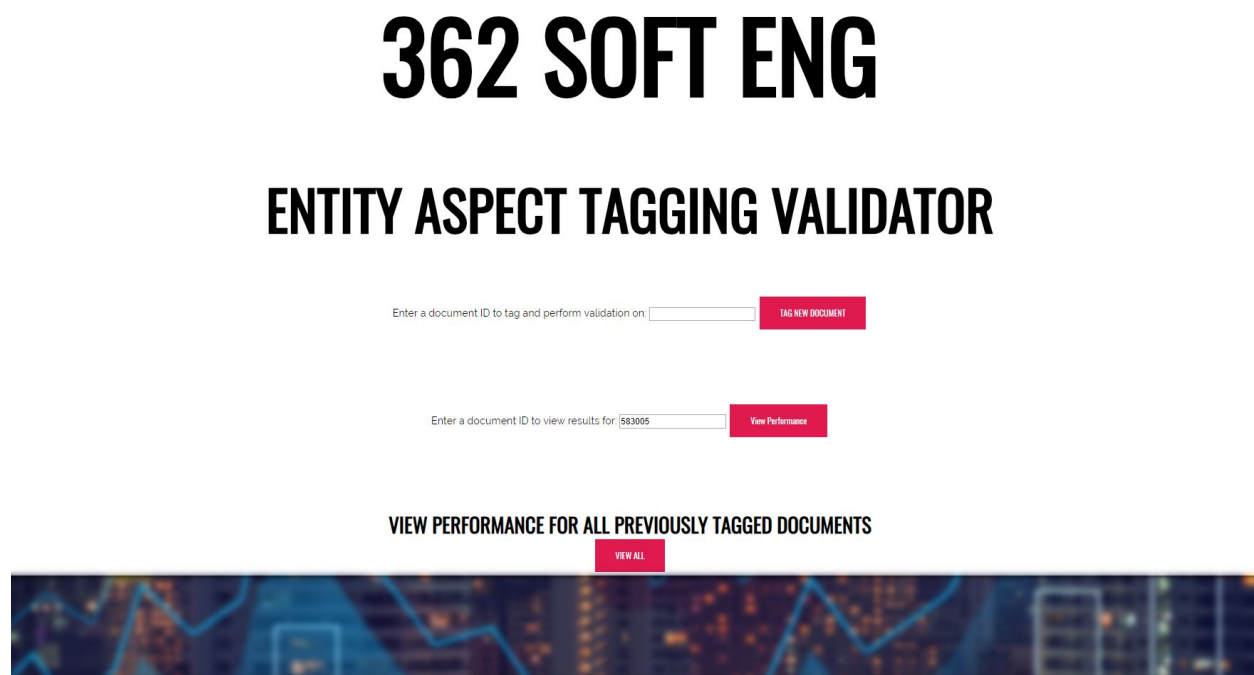 362 SOFT ENG
ENTITY ASPECT TAGGING VALIDATOR
Enter a document ID to tag and perform validation on: TAG NEW DOCUMENT
Enter a document ID to view results for: 583005 View Performance
VIEW PERFORMANCE FOR ALL PREVIOUSLY TAGGED DOCUMENTS
VIEW ALL